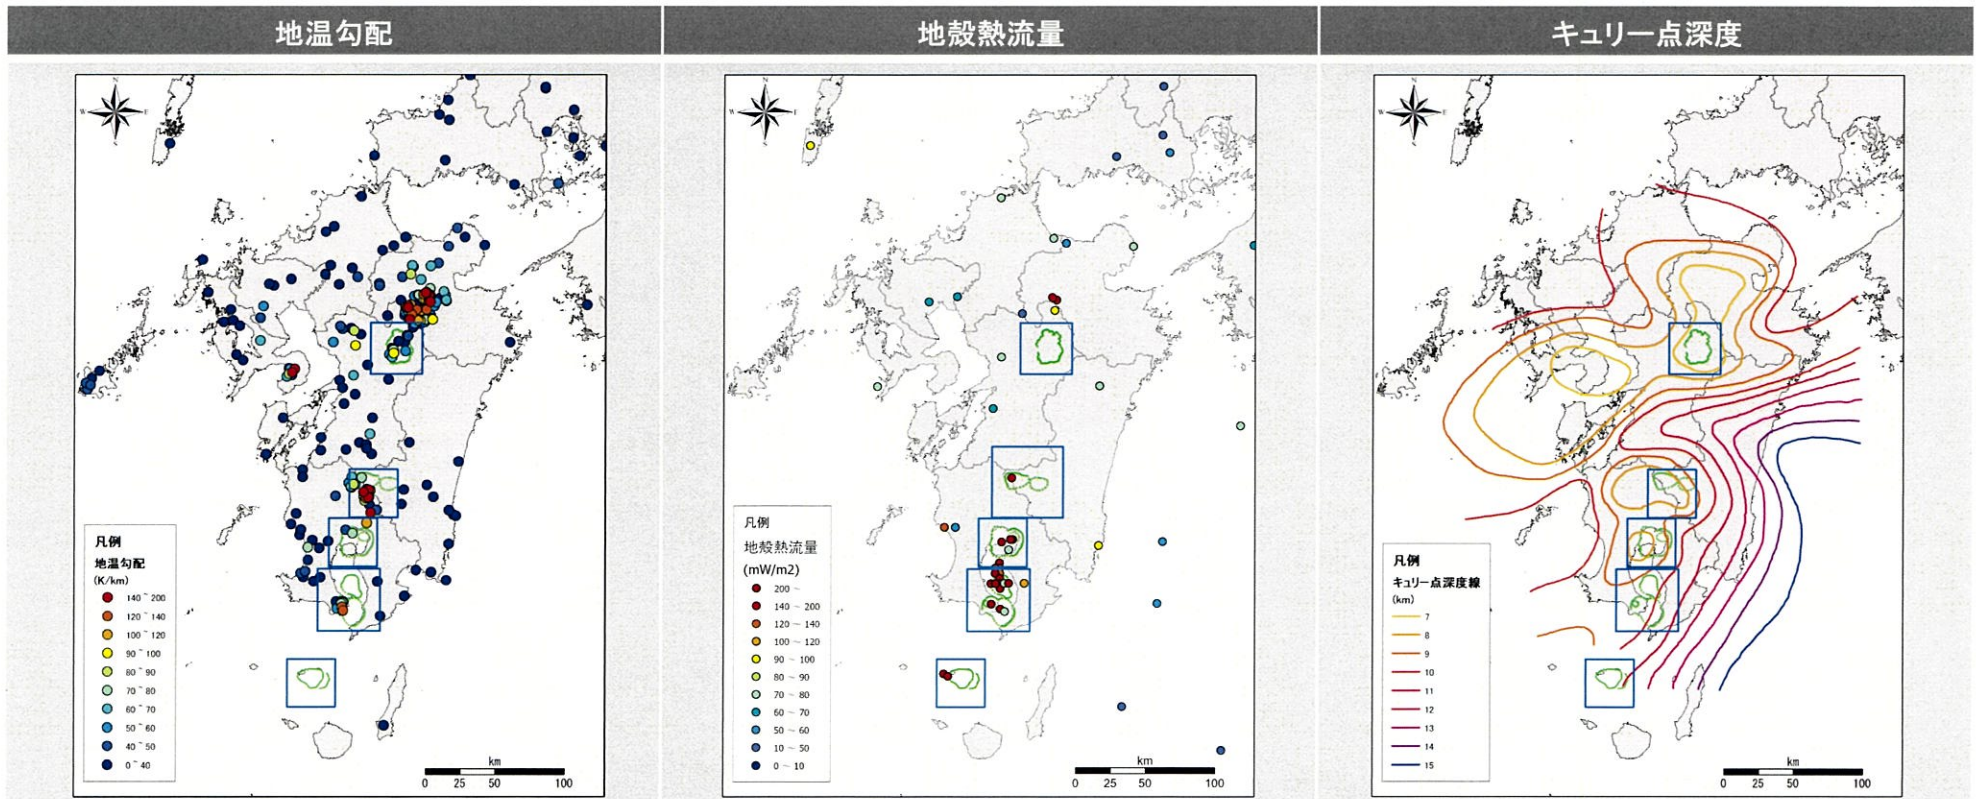 地温勾配
地殻熱流量
キュリー点深度
N
W
E
S
凡例
地温勾配
(K/km)
140~200
120~140
100~120
90~100
80~90
70~80
60~70
50~60
40~50
0~40
km
0 25 50 100
N
W
E
S
凡例
地殻熱流量
(mW/m2)
200 ~
140 ~ 200
120 ~ 140
100 ~ 120
90 ~ 100
80 ~ 90
70 ~ 80
60 ~ 70
50 ~ 60
10 ~ 50
0 ~ 10
km
0 25 50 100
N
W
E
S
凡例
キュリー点深度線
(km)
7
8
9
10
11
12
13
14
15
km
0 25 50 100